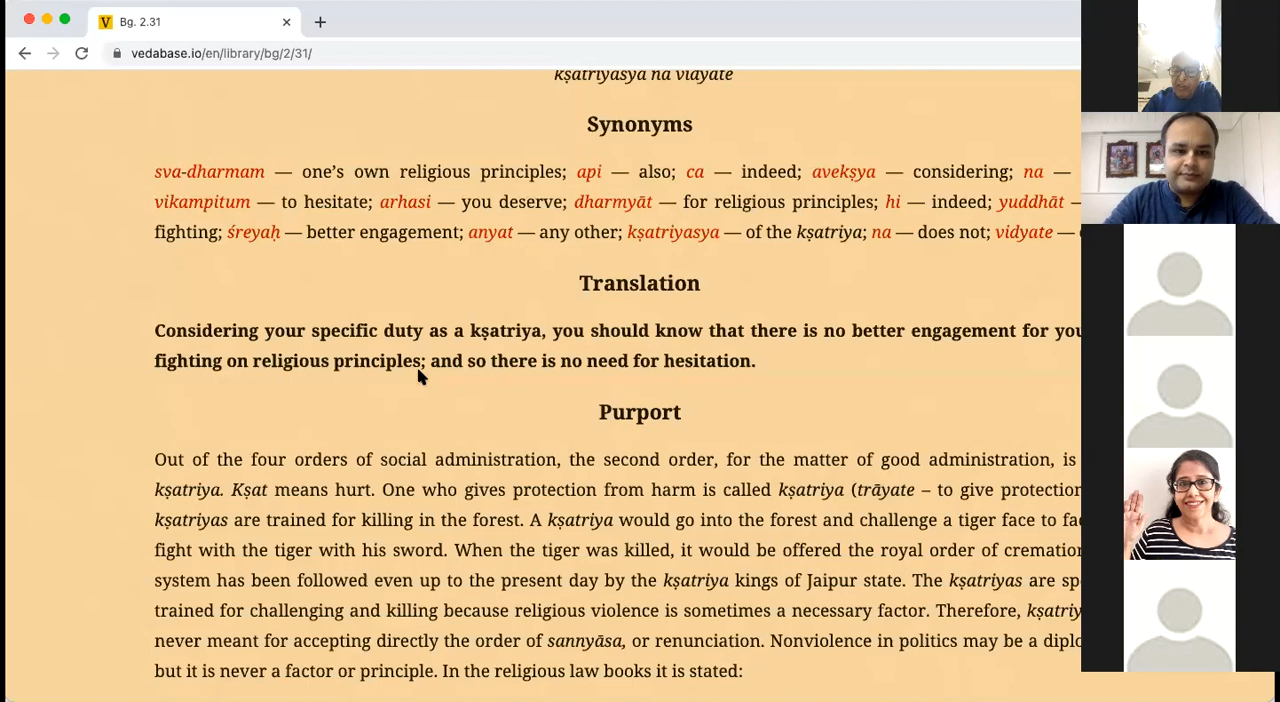 V Bg. 2.31
vedabase.io/en/library/bg/2/31/
kṣatriyasya na vidyate
Synonyms
sva-dharmam — one’s own religious principles; api — also; ca — indeed; avekṣya — considering; na —
vikampitum — to hesitate; arhasi — you deserve; dharmyāt — for religious principles; hi — indeed; yuddhāt —
fighting; śreyaḥ — better engagement; anyat — any other; kṣatriyasya — of the kṣatriya; na — does not; vidyate —
Translation
Considering your specific duty as a kṣatriya, you should know that there is no better engagement for you
fighting on religious principles; and so there is no need for hesitation.
Purport
Out of the four orders of social administration, the second order, for the matter of good administration, is
kṣatriya. Kṣat means hurt. One who gives protection from harm is called kṣatriya (trāyate – to give protection
kṣatriyas are trained for killing in the forest. A kṣatriya would go into the forest and challenge a tiger face to fa
fight with the tiger with his sword. When the tiger was killed, it would be offered the royal order of cremation
system has been followed even up to the present day by the kṣatriya kings of Jaipur state. The kṣatriyas are spe
trained for challenging and killing because religious violence is sometimes a necessary factor. Therefore, kṣatriy
never meant for accepting directly the order of sannyāsa, or renunciation. Nonviolence in politics may be a diplo
but it is never a factor or principle. In the religious law books it is stated: